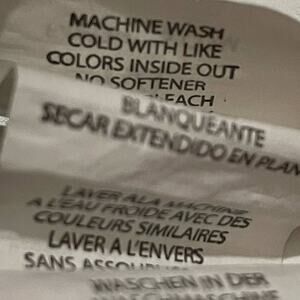 MACHINE WASH
COLD WITH LIKE
COLORS INSIDE OUT
NO SOFTENER
BLANQUEANTE
SECAR EXTENDIDO EN
LAVER A LA MACHINE
A L'EAU FROIDE AVEC DES
COULEURS SIMILAIRES
LAVER A L'ENVERS
SANS
WASCHEN IN DER